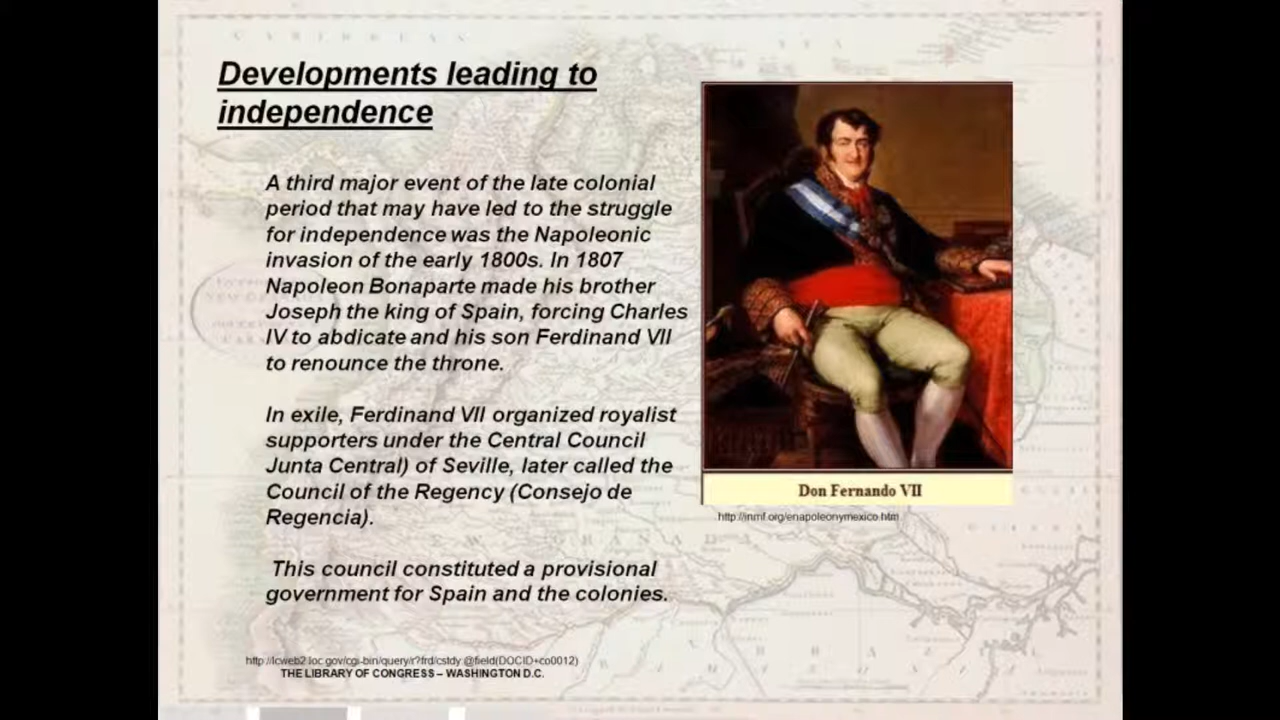 Developments leading to
independence
A third major event of the late colonial
period that may have led to the struggle
for independence was the Napoleonic
invasion of the early 1800s. In 1807
Napoleon Bonaparte made his brother
Joseph the king of Spain, forcing Charles
IV to abdicate and his son Ferdinand VII
to renounce the throne.
In exile, Ferdinand VII organized royalist
supporters under the Central Council
Junta Central) of Seville, later called the
Council of the Regency (Consejo de
Regencia).
This council constituted a provisional
government for Spain and the colonies.
Don Fernando VII
http://inmf.org/enapoleonymexico.htm
http://lcweb2.loc.gov/cgi-bin/query/r?frd/cstdy @field(DOCID+co0012)
THE LIBRARY OF CONGRESS – WASHINGTON D.C.